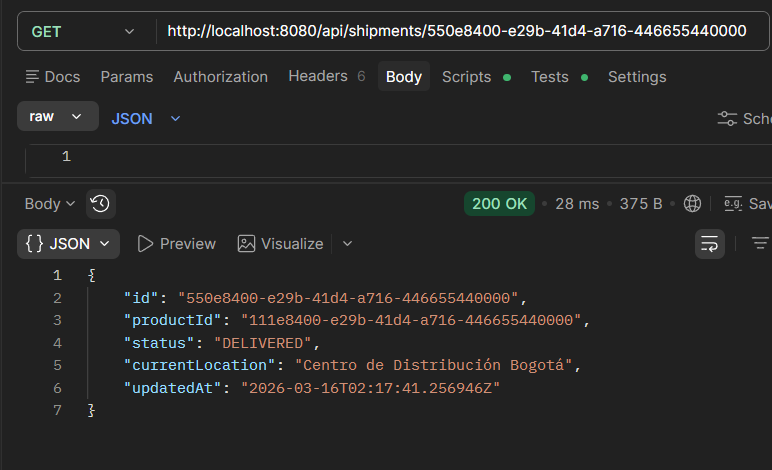 GET http://localhost:8080/api/shipments/550e8400-e29b-41d4-a716-446655440000
Docs Params Authorization Headers 6 Body Scripts Tests Settings
raw JSON
1
Body 200 OK 28 ms 375 B e.g.
{} JSON Preview Visualize
1 {
2 "id": "550e8400-e29b-41d4-a716-446655440000",
3 "productId": "111e8400-e29b-41d4-a716-446655440000",
4 "status": "DELIVERED",
5 "currentLocation": "Centro de Distribución Bogotá",
6 "updatedAt": "2026-03-16T02:17:41.256946Z"
7 }